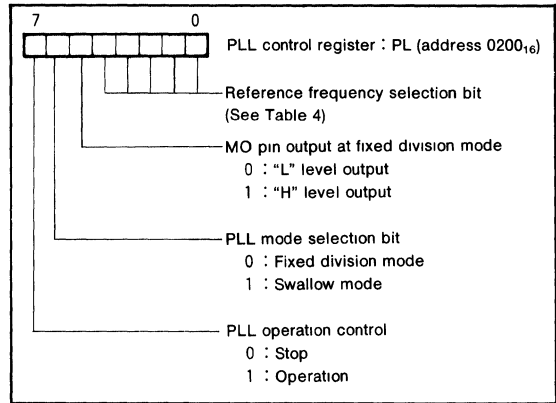 7 0
PLL control register : PL (address 0200₁₆)
Reference frequency selection bit
(See Table 4)
MO pin output at fixed division mode
0 : “L” level output
1 : “H” level output
PLL mode selection bit
0 : Fixed division mode
1 : Swallow mode
PLL operation control
0 : Stop
1 : Operation